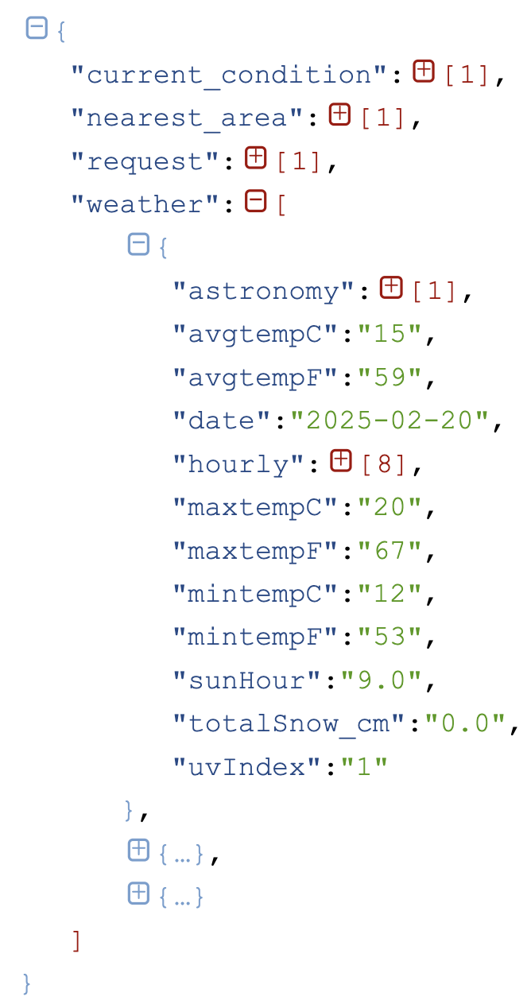 {
"current_condition": [1],
"nearest_area": [1],
"request": [1],
"weather": [
{
"astronomy": [1],
"avgtempC":"15",
"avgtempF":"59",
"date":"2025-02-20",
"hourly": [8],
"maxtempC":"20",
"maxtempF":"67",
"mintempC":"12",
"mintempF":"53",
"sunHour":"9.0",
"totalSnow_cm":"0.0",
"uvIndex":"1"
},
{…},
{…}
]
}